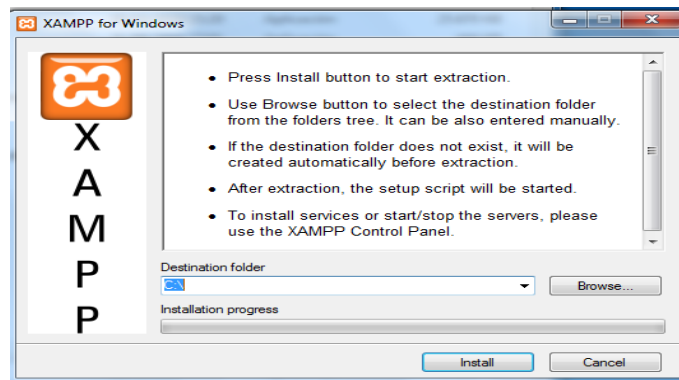 XAMPP for Windows
X
A
M
P
P
• Press Install button to start extraction.
• Use Browse button to select the destination folder
from the folders tree. It can be also entered manually.
• If the destination folder does not exist, it will be
created automatically before extraction.
• After extraction, the setup script will be started.
• To install services or start/stop the servers, please
use the XAMPP Control Panel.
Destination folder
C:\
Browse...
Installation progress
Install
Cancel